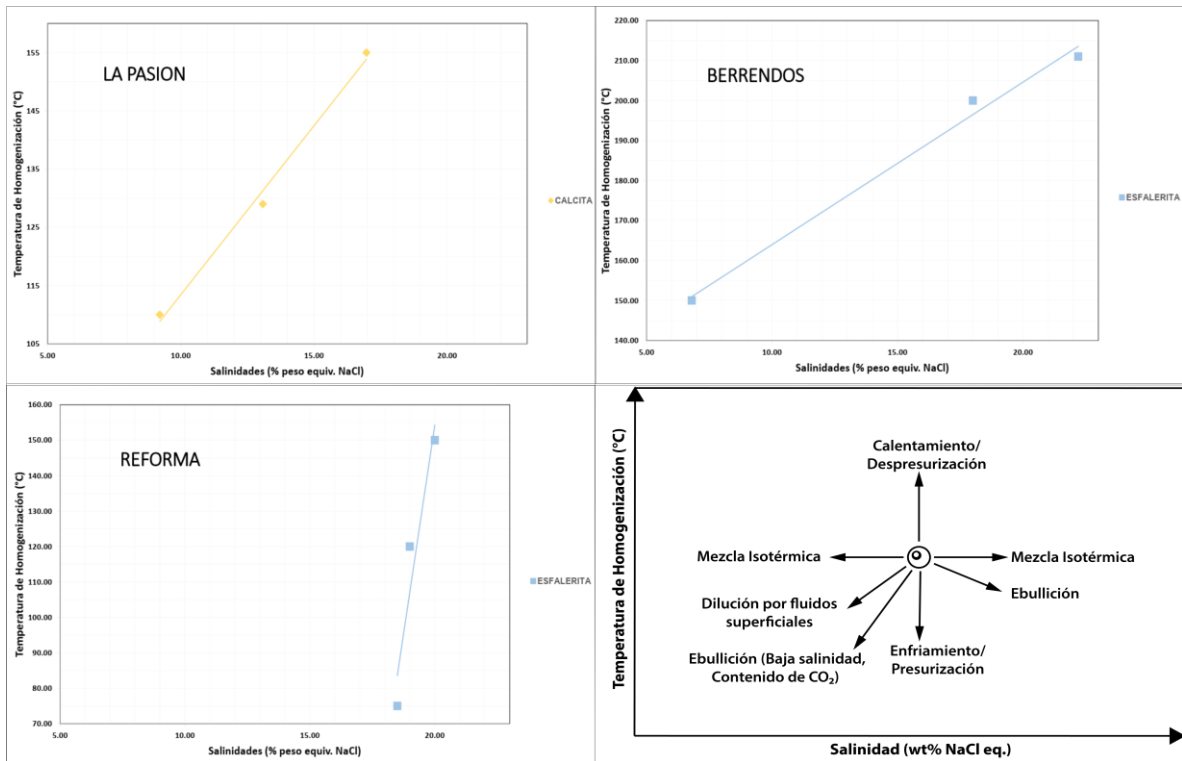 LA PASION
Temperatura de Homogenización (°C)
155
145
135
125
115
105
5.00
10.00
15.00
20.00
Salinidades (% peso equiv. NaCl)
CALCITA
BERRENDOS
Temperatura de Homogenización (°C)
220.00
210.00
200.00
190.00
180.00
170.00
160.00
150.00
140.00
5.00
10.00
15.00
20.00
Salinidades (% peso equiv. NaCl)
ESFALERITA
REFORMA
Temperatura de Homogenización (°C)
160.00
150.00
140.00
130.00
120.00
110.00
100.00
90.00
80.00
70.00
5.00
10.00
15.00
20.00
Salinidades (% peso equiv. NaCl)
ESFALERITA
Temperatura de Homogenización (°C)
Calentamiento/
Despresurización
Mezcla Isotérmica
Mezcla Isotérmica
Ebullición
Dilución por fluidos
superficiales
Ebullición (Baja salinidad,
Contenido de CO₂)
Enfriamiento/
Presurización
Salinidad (wt% NaCl eq.)